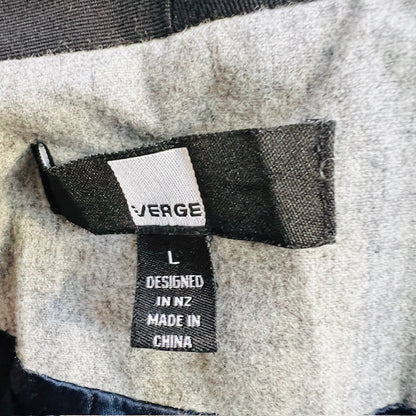 VERGE
L
DESIGNED
IN NZ
MADE IN
CHINA